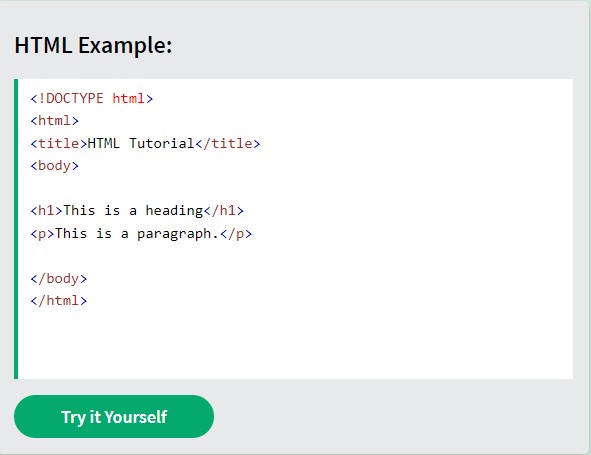 HTML Example:
<!DOCTYPE html>
<html>
<title>HTML Tutorial</title>
<body>
<h1>This is a heading</h1>
<p>This is a paragraph.</p>
</body>
</html>
Try it Yourself